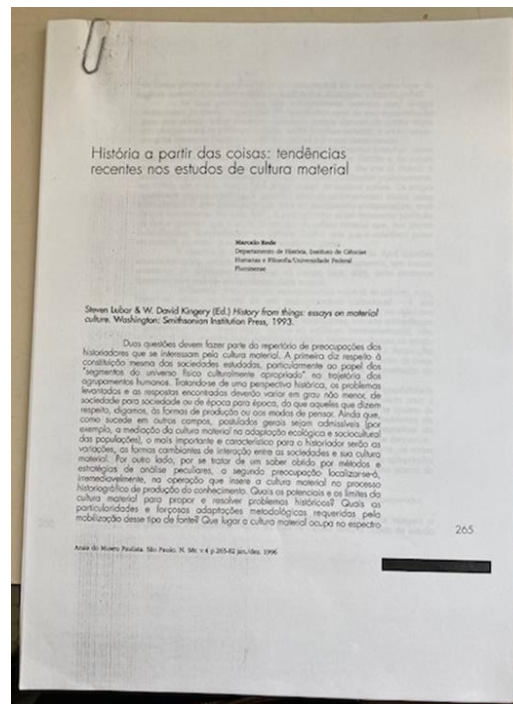 História a partir das coisas: tendências
recentes nos estudos de cultura material
Marcelo Rede
Departamento de História, Instituto de Ciências
Humanas e Filosofia/Universidade Federal
Fluminense
Steven Lubar & W. David Kingery (Ed.) History from things: essays on material
culture. Washington: Smithsonian Institution Press, 1993.
Duas questões devem fazer parte do repertório de preocupações dos
historiadores que se interessam pela cultura material. A primeira diz respeito à
constituição mesma das sociedades estudadas, particularmente ao papel dos
"segmentos do universo físico culturalmente apropriado" na trajetória dos
agrupamentos humanos. Tratando-se de uma perspectiva histórica, os problemas
levantados e as respostas encontradas deverão variar em grau não menor, de
sociedade para sociedade ou de época para época, do que aqueles que dizem
respeito, digamos, às formas de produção ou aos modos de pensar. Ainda que,
como sucede em outros campos, postulados gerais sejam admissíveis (por
exemplo, a mediação da cultura material na adaptação ecológica e sociocultural
das populações), o mais importante e característico para o historiador serão as
variações, as formas cambiantes de interação entre as sociedades e sua cultura
material. Por outro lado, por se tratar de um saber obtido por métodos e
estratégias de análise peculiares, a segunda preocupação localizar-se-á,
irremediavelmente, na operação que insere a cultura material no processo
historiográfico de produção do conhecimento. Quais os potenciais e os limites da
cultura material para propor e resolver problemas históricos? Quais as
particularidades e forçosas adaptações metodológicas requeridas pela
mobilização desse tipo de fonte? Que lugar a cultura material ocupa no espectro
265
Anais do Museu Paulista. São Paulo. N. Sér. v.4 p.265-82 jan./dez. 1996